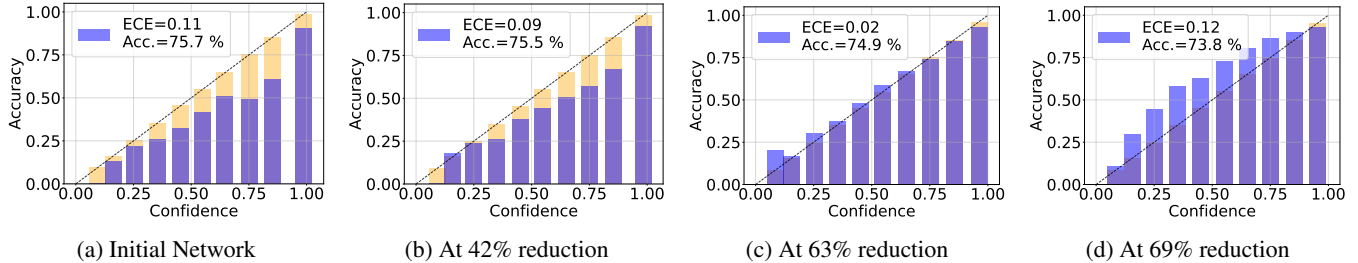 ECE=0.11
Acc.=75.7 %
Accuracy
1.00
0.75
0.50
0.25
0.00
0.00 0.25 0.50 0.75 1.00
Confidence
(a) Initial Network
ECE=0.09
Acc.=75.5 %
Accuracy
1.00
0.75
0.50
0.25
0.00
0.00 0.25 0.50 0.75 1.00
Confidence
(b) At 42% reduction
ECE=0.02
Acc.=74.9 %
Accuracy
1.00
0.75
0.50
0.25
0.00
0.00 0.25 0.50 0.75 1.00
Confidence
(c) At 63% reduction
ECE=0.12
Acc.=73.8 %
Accuracy
1.00
0.75
0.50
0.25
0.00
0.00 0.25 0.50 0.75 1.00
Confidence
(d) At 69% reduction